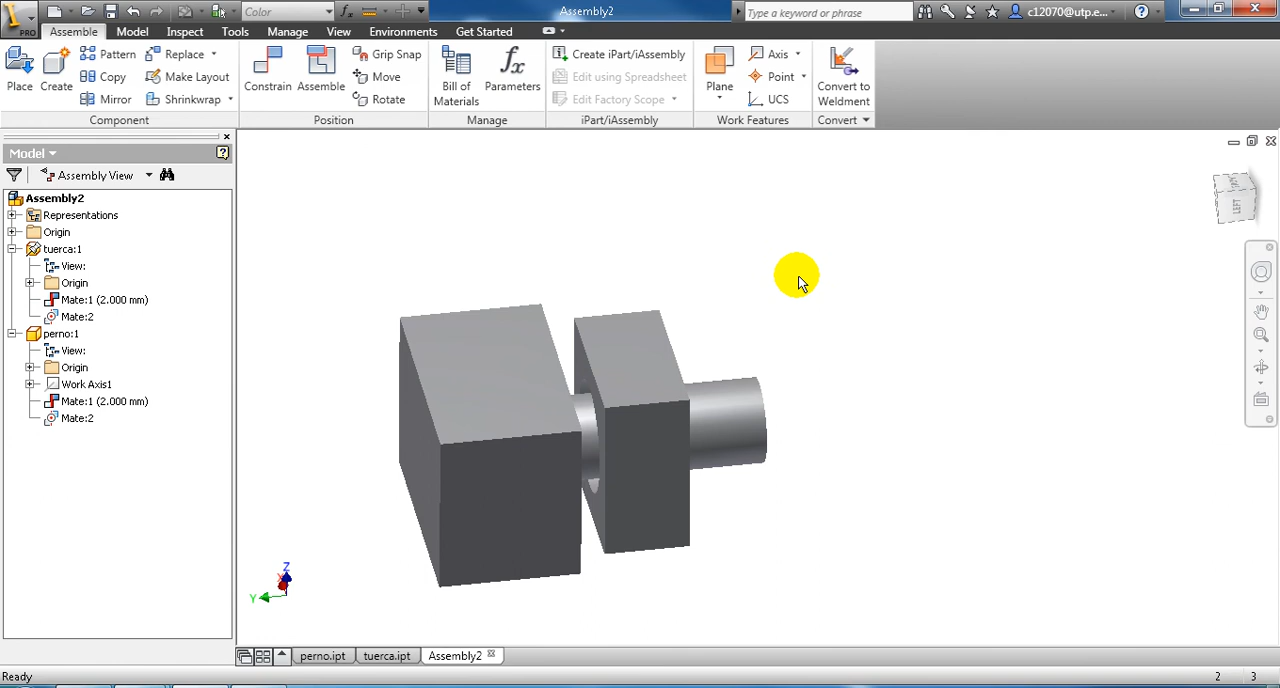 PRO
Color
Assembly2
Type a keyword or phrase
c12070@utp.e...
Assemble Model Inspect Tools Manage View Environments Get Started
Place
Create
Pattern
Copy
Mirror
Replace
Make Layout
Shrinkwrap
Component
Constrain
Assemble
Grip Snap
Move
Rotate
Position
Bill of
Materials
fx
Parameters
Manage
Create iPart/iAssembly
Edit using Spreadsheet
Edit Factory Scope
iPart/iAssembly
Plane
Axis
Point
UCS
Work Features
Convert to
Weldment
Convert
Model
Assembly View
Assembly2
Representations
Origin
tuerca:1
View:
Origin
Mate:1 (2.000 mm)
Mate:2
perno:1
View:
Origin
Work Axis1
Mate:1 (2.000 mm)
Mate:2
LEFT
Z
X
Y
perno.ipt tuerca.ipt Assembly2
Ready
2 3